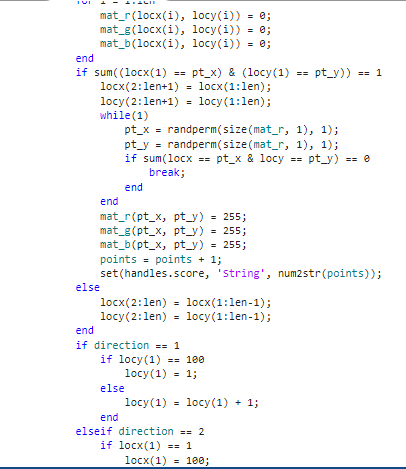 for i = 1:len
mat_r(locx(i), locy(i)) = 0;
mat_g(locx(i), locy(i)) = 0;
mat_b(locx(i), locy(i)) = 0;
end
if sum((locx(1) == pt_x) & (locy(1) == pt_y)) == 1
locx(2:len+1) = locx(1:len);
locy(2:len+1) = locy(1:len);
while(1)
pt_x = randperm(size(mat_r, 1), 1);
pt_y = randperm(size(mat_r, 1), 1);
if sum(locx == pt_x & locy == pt_y) == 0
break;
end
end
mat_r(pt_x, pt_y) = 255;
mat_g(pt_x, pt_y) = 255;
mat_b(pt_x, pt_y) = 255;
points = points + 1;
set(handles.score, 'String', num2str(points));
else
locx(2:len) = locx(1:len-1);
locy(2:len) = locy(1:len-1);
end
if direction == 1
if locy(1) == 100
locy(1) = 1;
else
locy(1) = locy(1) + 1;
end
elseif direction == 2
if locx(1) == 1
locx(1) = 100;